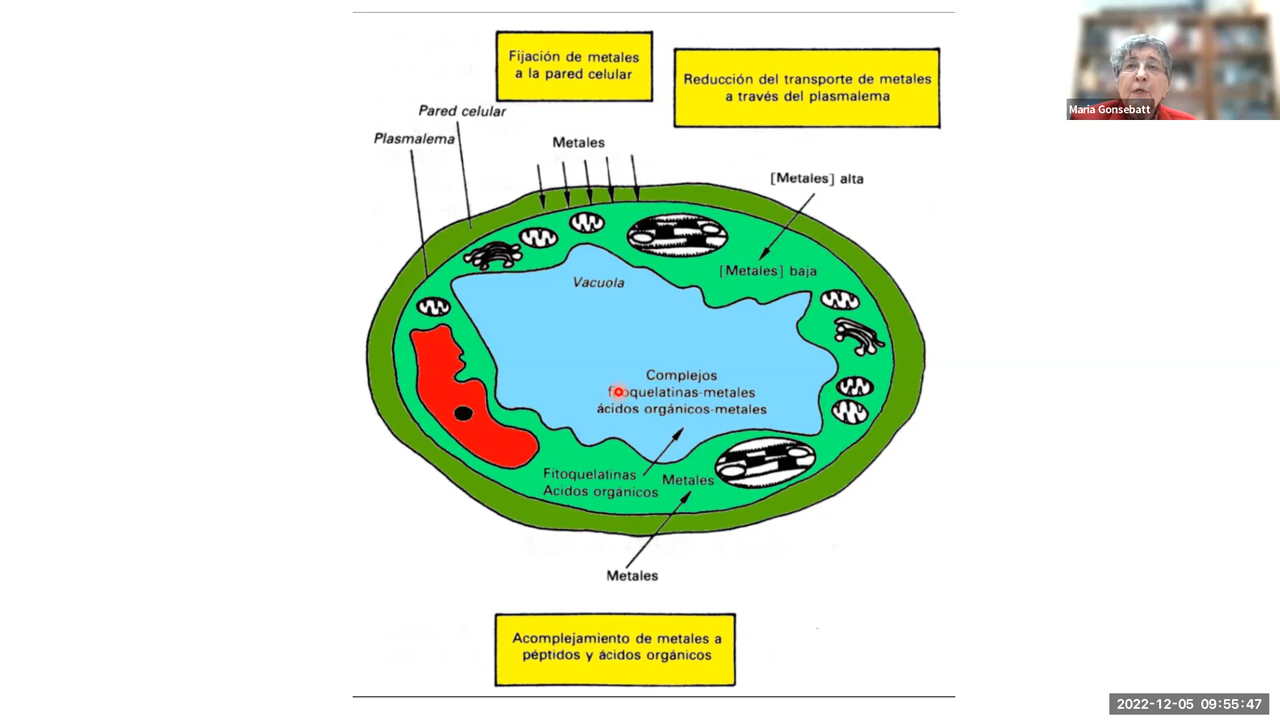 Fijación de metales
a la pared celular
Reducción del transporte de metales
a través del plasmalema
Maria Gonsebatt
Pared celular
Plasmalema
Metales
[Metales] alta
[Metales] baja
Vacuola
Complejos
fitoquelatinas-metales
ácidos orgánicos-metales
Fitoquelatinas
Acidos orgánicos
Metales
Metales
Acomplejamiento de metales a
péptidos y ácidos orgánicos
2022-12-05 09:55:47